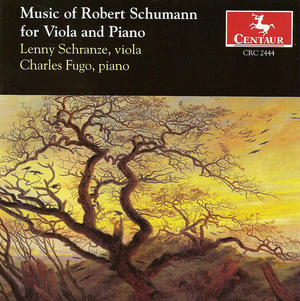 Music of Robert Schumann
for Viola and Piano
Lenny Schranze, viola
Charles Fugo, piano
CENTAUR
CRC 2444